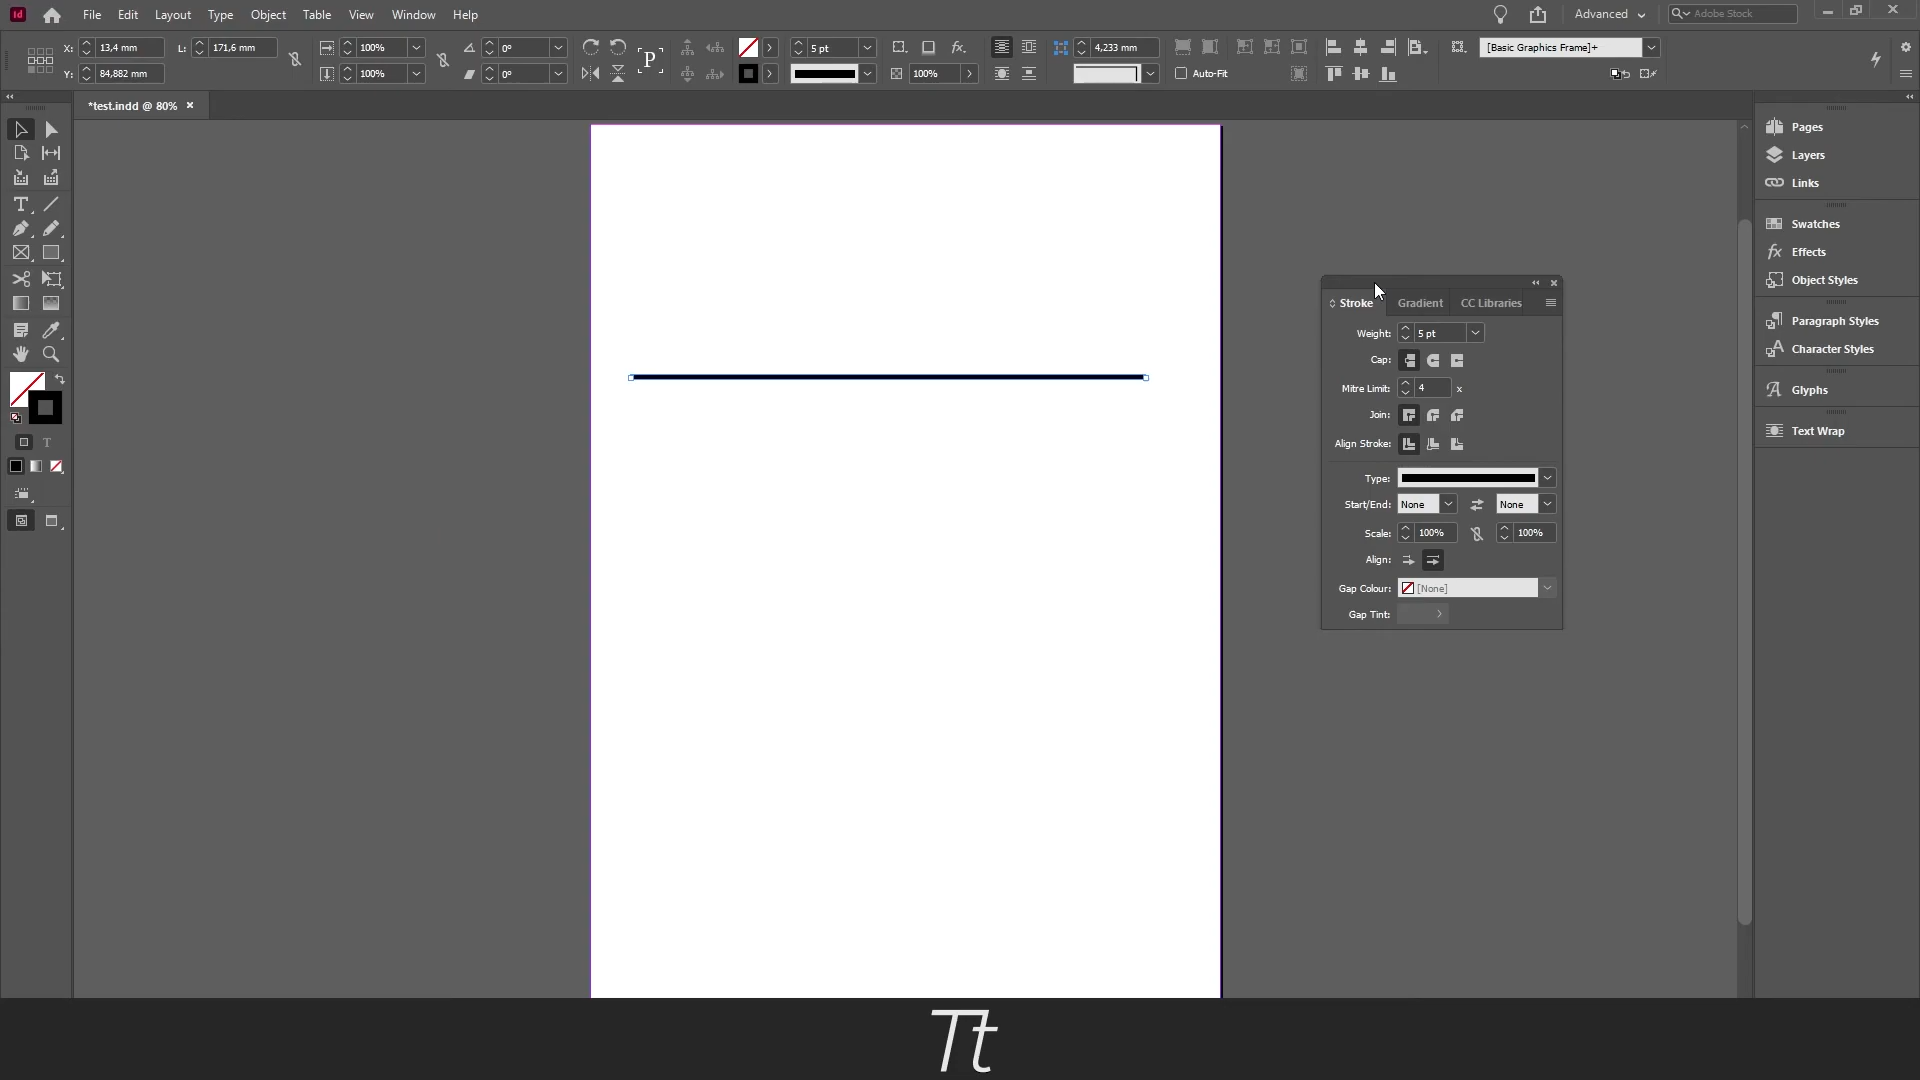 File Edit Layout Type Object Table View Window Help
Advanced
Adobe Stock
X: 13,4 mm L: 171,6 mm 100% 0° 5 pt 4,233 mm [Basic Graphics Frame]+
Y: 84,882 mm 100% 0° P fx. 100% Auto-Fit
*test.indd @ 80%
Pages
Layers
Links
Swatches
fx Effects
Object Styles
Paragraph Styles
Character Styles
Glyphs
Text Wrap
Stroke Gradient CC Libraries
Weight: 5 pt
Cap:
Mitre Limit: 4 x
Join:
Align Stroke:
Type:
Start/End: None None
Scale: 100% 100%
Align:
Gap Colour: [None]
Gap Tint:
Tt